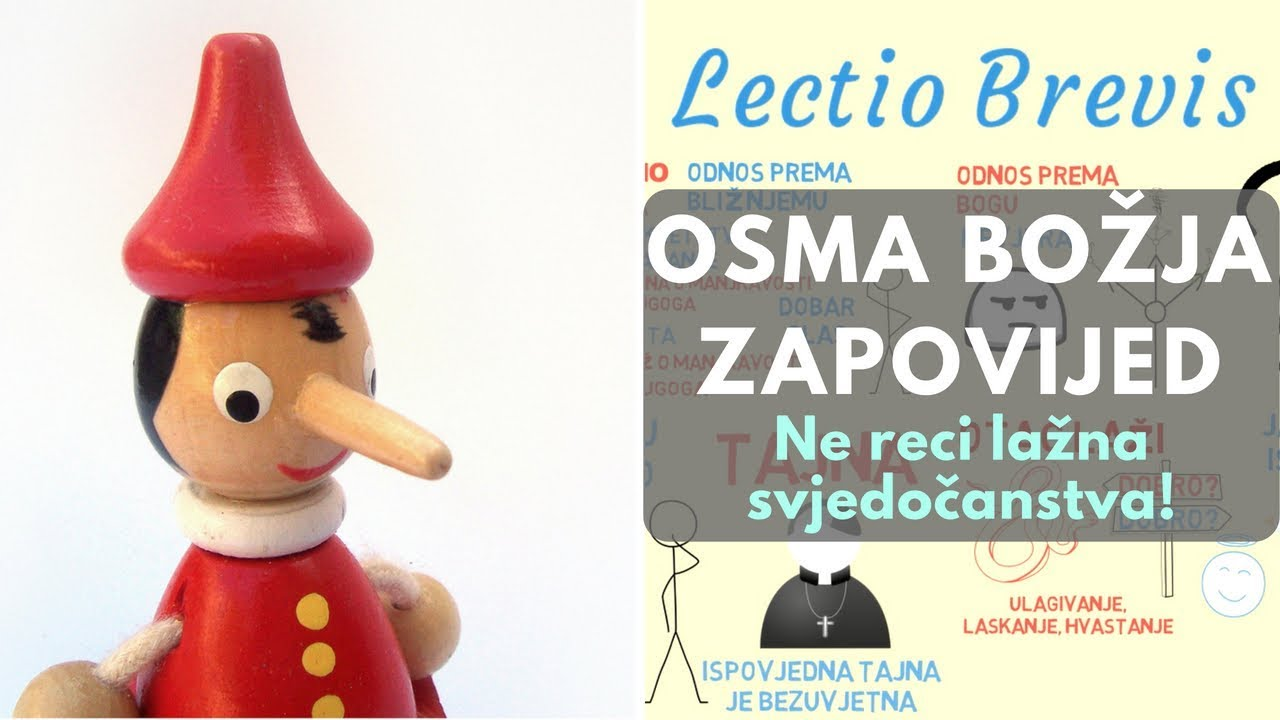 Lectio Brevis
ODNOS PREMA
BLIŽNJEMU
ODNOS PREMA
BOGU
OSMA BOŽJA
ZAPOVIJED
Ne reci lažna
svjedočanstva!
DOBAR
TAJNA
DOBRO?
DOBRO?
ULAGIVANJE,
LASKANJE, HVASTANJE
ISPOVJEDNA TAJNA
JE BEZUVJETNA